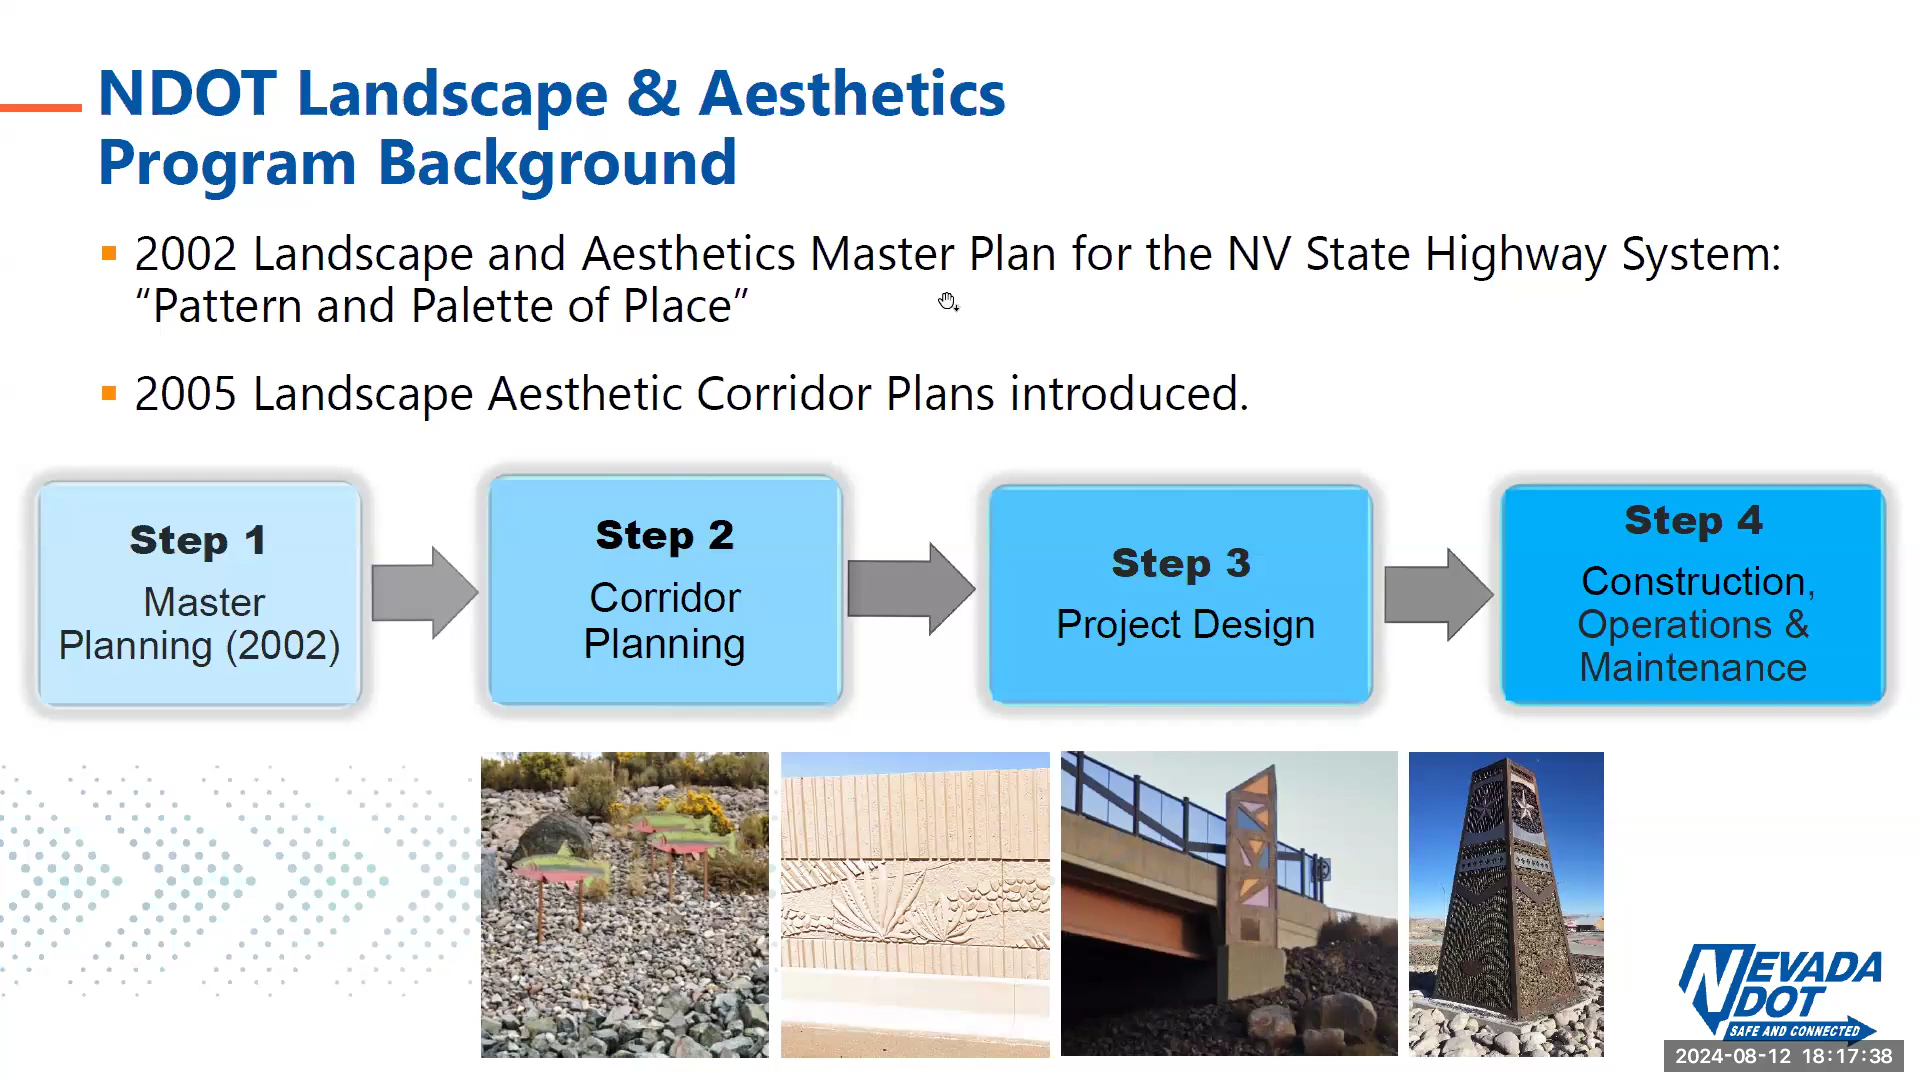 NDOT Landscape & Aesthetics
Program Background
2002 Landscape and Aesthetics Master Plan for the NV State Highway System:
“Pattern and Palette of Place”
2005 Landscape Aesthetic Corridor Plans introduced.
Step 1
Master
Planning (2002)
Step 2
Corridor
Planning
Step 3
Project Design
Step 4
Construction,
Operations &
Maintenance
NEVADA
DOT
SAFE AND CONNECTED
2024-08-12 18:17:38